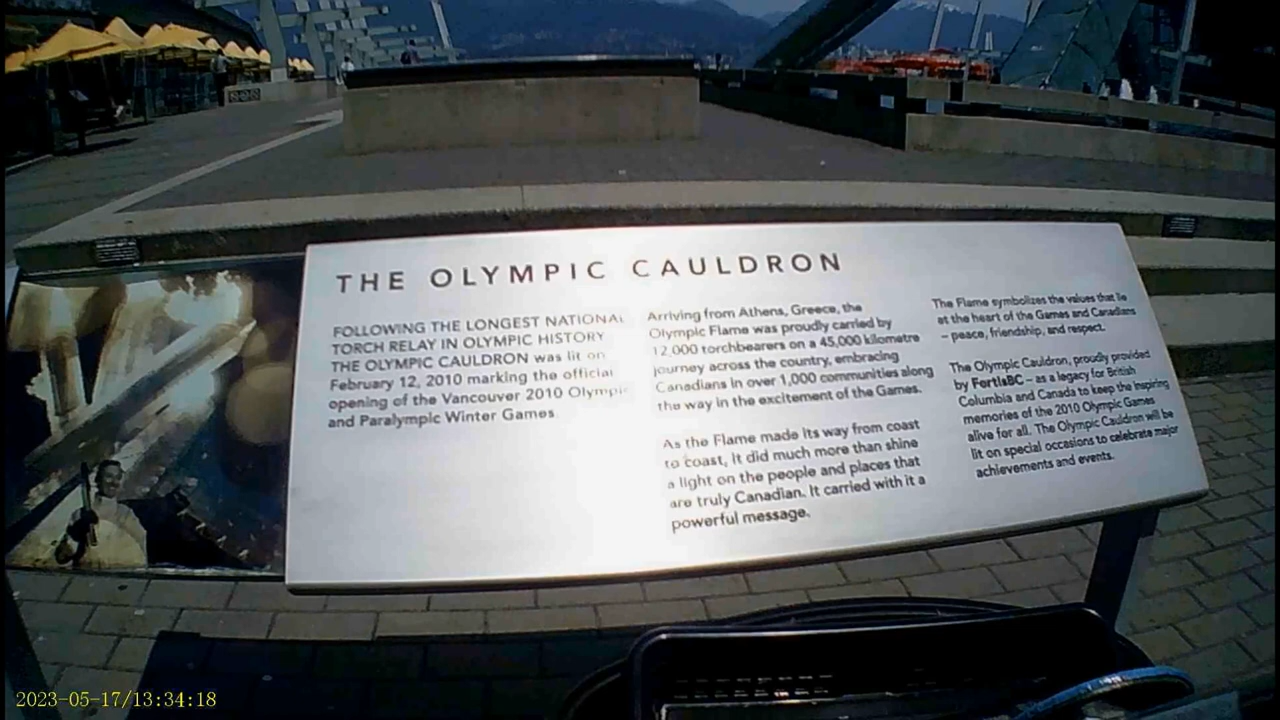 THE OLYMPIC CAULDRON
FOLLOWING THE LONGEST NATIONAL
TORCH RELAY IN OLYMPIC HISTORY
THE OLYMPIC CAULDRON was lit on
February 12, 2010 marking the official
opening of the Vancouver 2010 Olympic
and Paralympic Winter Games
Arriving from Athens, Greece, the
Olympic Flame was proudly carried by
12,000 torchbearers on a 45,000 kilometre
journey across the country, embracing
Canadians in over 1,000 communities along
the way in the excitement of the Games.
As the Flame made its way from coast
to coast, it did much more than shine
a light on the people and places that
are truly Canadian. It carried with it a
powerful message.
The Flame symbolizes the values that lie
at the heart of the Games and Canadians
– peace, friendship, and respect.
The Olympic Cauldron, proudly provided
by FortisBC – as a legacy for British
Columbia and Canada to keep the inspiring
memories of the 2010 Olympic Games
alive for all. The Olympic Cauldron will be
lit on special occasions to celebrate major
achievements and events.
2023-05-17/13:34:18